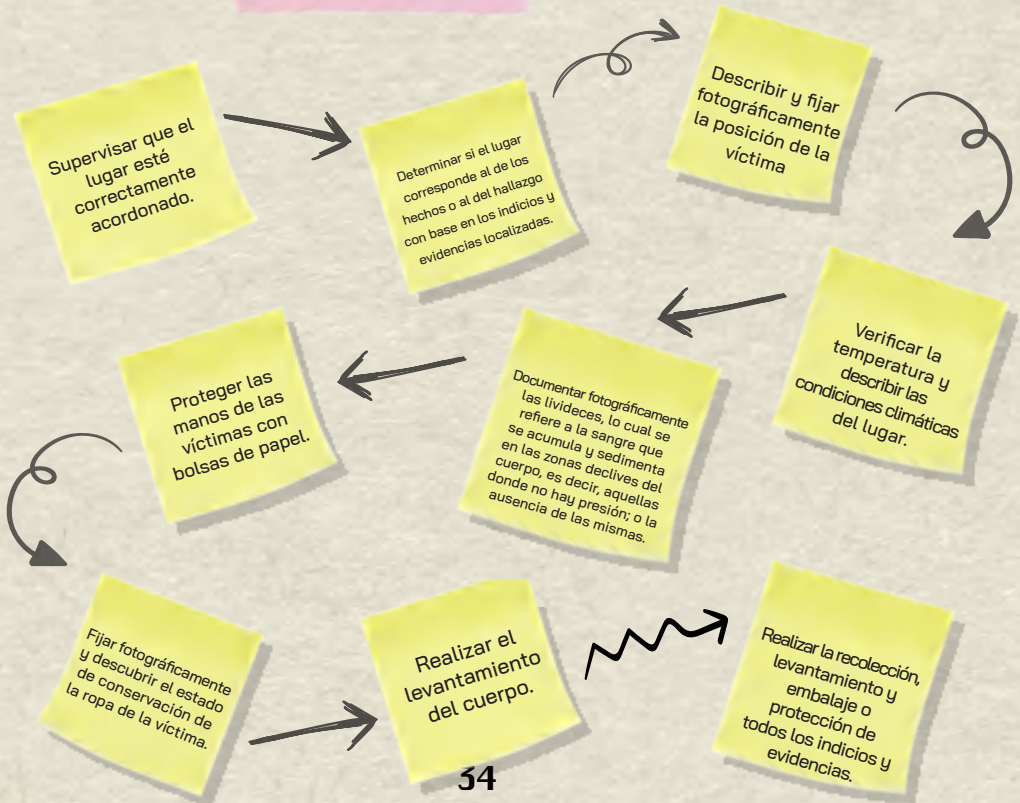 Supervisar que el
lugar esté
correctamente
acordonado.
Determinar si el lugar
corresponde al de los
hechos o al del hallazgo
con base en los indicios y
evidencias localizadas.
Describir y fijar
fotográficamente
la posición de la
víctima
Verificar la
temperatura y
describir las
condiciones climáticas
del lugar.
Documentar fotográficamente
las livideces, lo cual se
refiere a la sangre que
se acumula y sedimenta
en las zonas declives del
cuerpo, es decir, aquellas
donde no hay presión; o la
ausencia de las mismas.
Proteger las
manos de las
víctimas con
bolsas de papel.
Fijar fotográficamente
y descubrir el estado
de conservación de
la ropa de la víctima.
Realizar el
levantamiento
del cuerpo.
Realizar la recolección,
levantamiento y
embalaje o
protección de
todos los indicios y
evidencias.
34